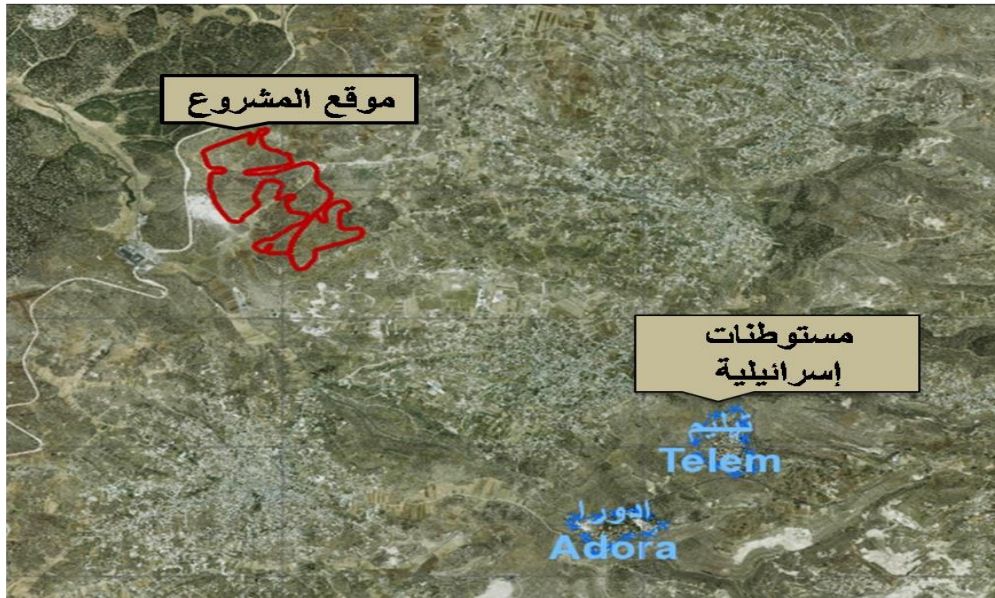 موقع المشروع
مستوطنات
إسرائيلية
تيليم
Telem
ادورا
Adora